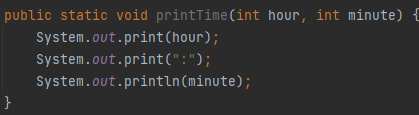 public static void printTime(int hour, int minute) {
    System.out.print(hour);
    System.out.print(":");
    System.out.println(minute);
}